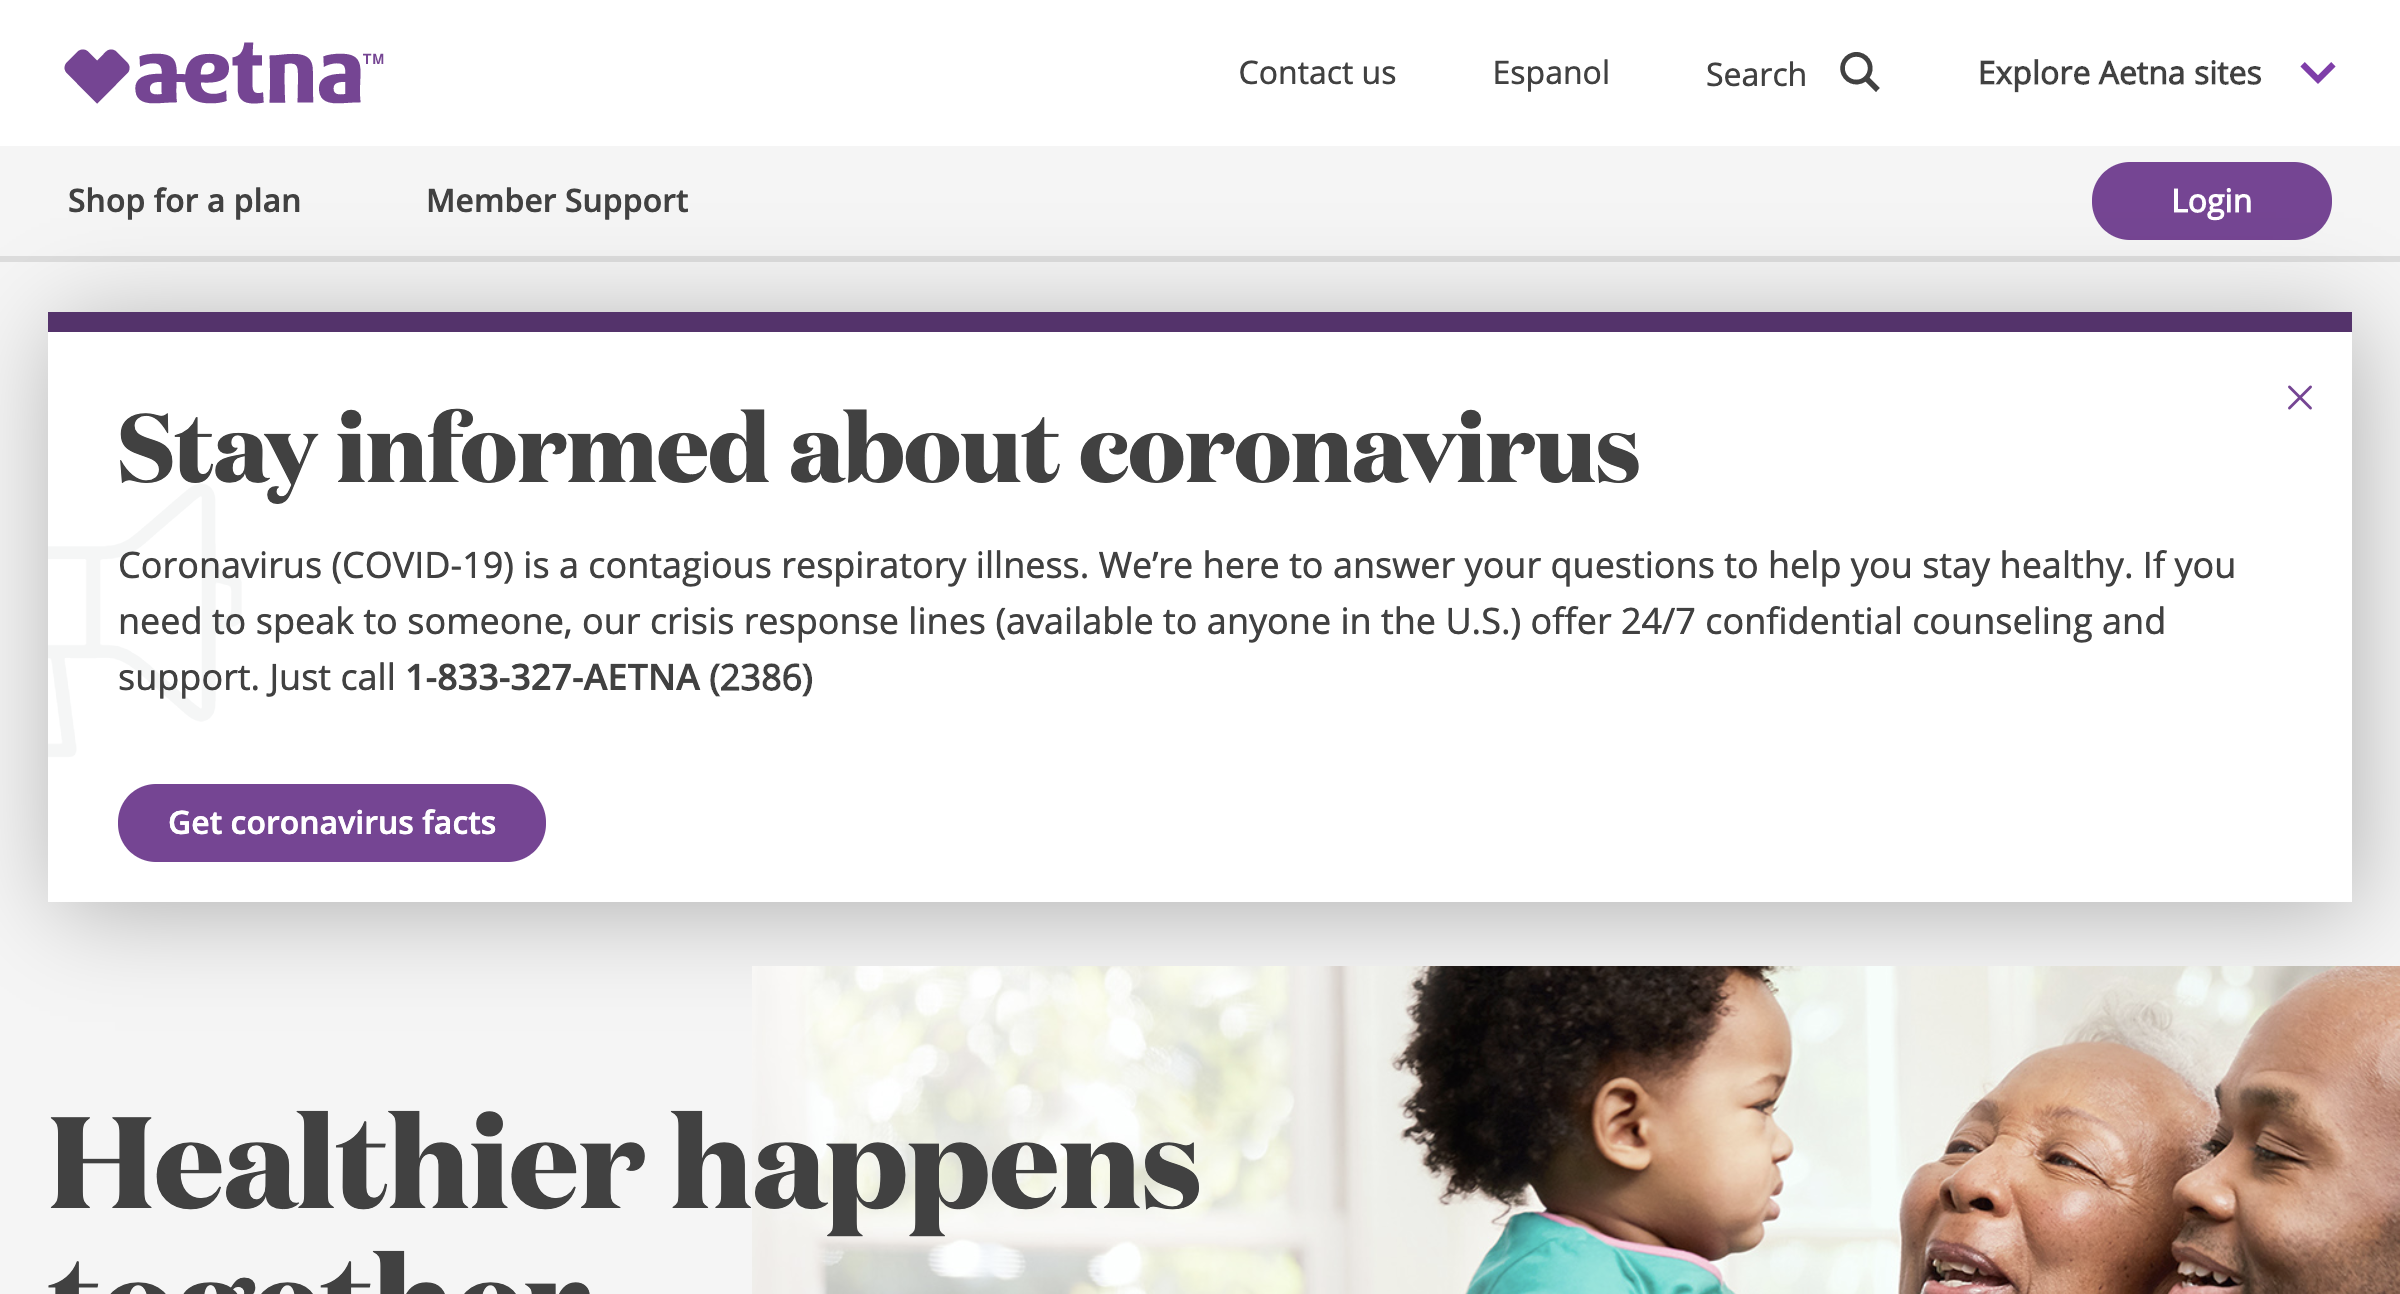 aetna™
Contact us
Espanol
Search
Explore Aetna sites
Shop for a plan
Member Support
Login
Stay informed about coronavirus
Coronavirus (COVID-19) is a contagious respiratory illness. We’re here to answer your questions to help you stay healthy. If you
need to speak to someone, our crisis response lines (available to anyone in the U.S.) offer 24/7 confidential counseling and
support. Just call 1-833-327-AETNA (2386)
Get coronavirus facts
Healthier happens
together